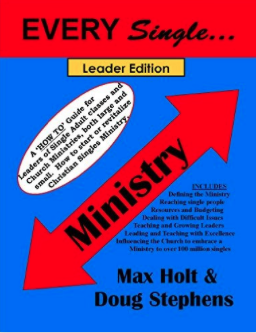 EVERY Single...
Leader Edition
A 'HOW TO' Guide for
Leaders of Single Adult classes and
Church Ministries, both large and
small. How to start or revitalize
Christian Singles Ministry.
Ministry
INCLUDES
Defining the Ministry
Reaching single people
Resources and Budgeting
Dealing with Difficult Issues
Teaching and Growing Leaders
Leading and Teaching with Excellence
Influencing the Church to embrace a
Ministry to over 100 million singles
Max Holt &
Doug Stephens